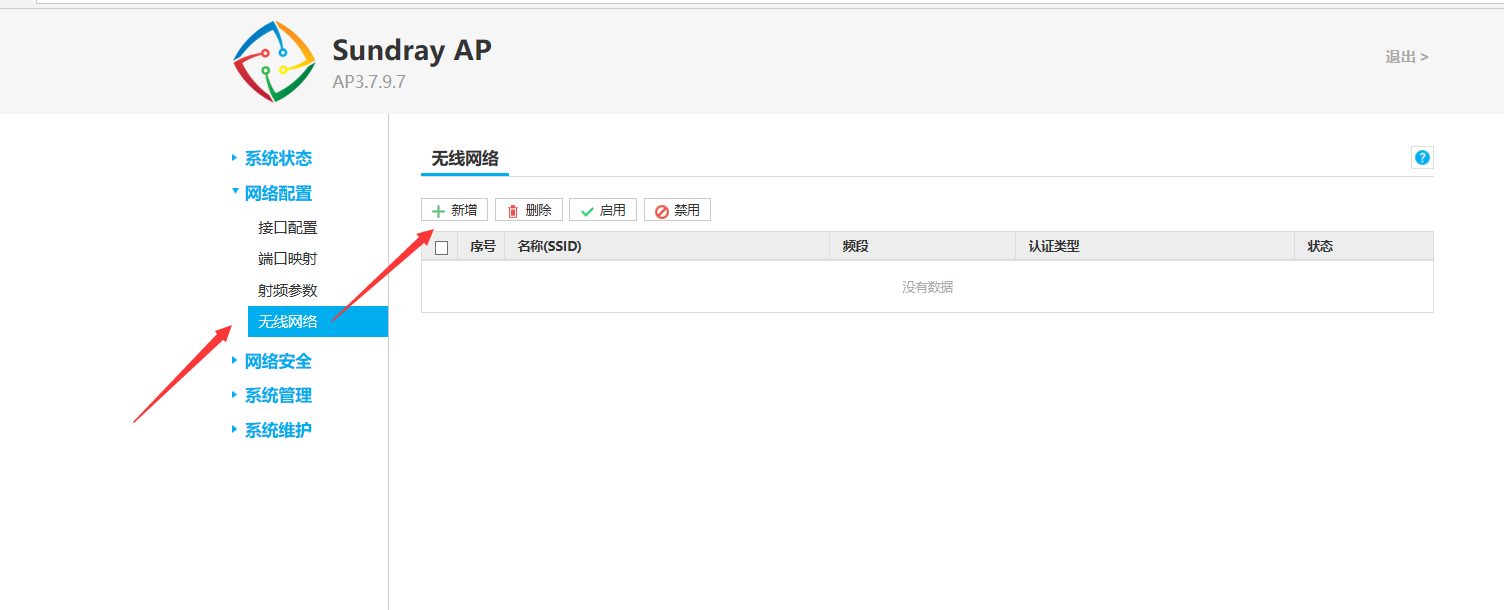 Sundray AP
AP3.7.9.7
退出 >
系统状态
网络配置
接口配置
端口映射
射频参数
无线网络
网络安全
系统管理
系统维护
无线网络
?
新增 删除 启用 禁用
序号 名称(SSID) 频段 认证类型 状态
没有数据